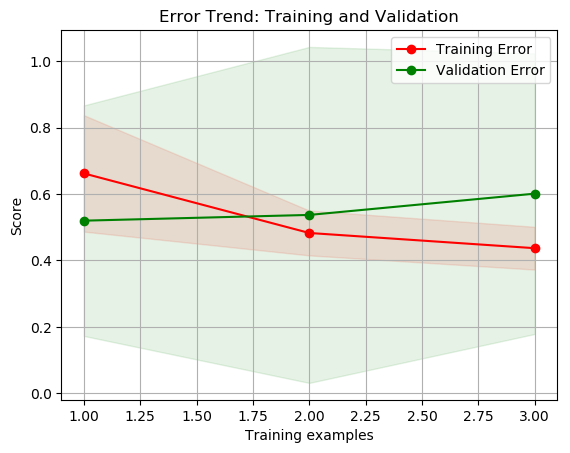 Error Trend: Training and Validation
Training Error
Validation Error
Score
1.0
0.8
0.6
0.4
0.2
0.0
1.00 1.25 1.50 1.75 2.00 2.25 2.50 2.75 3.00
Training examples